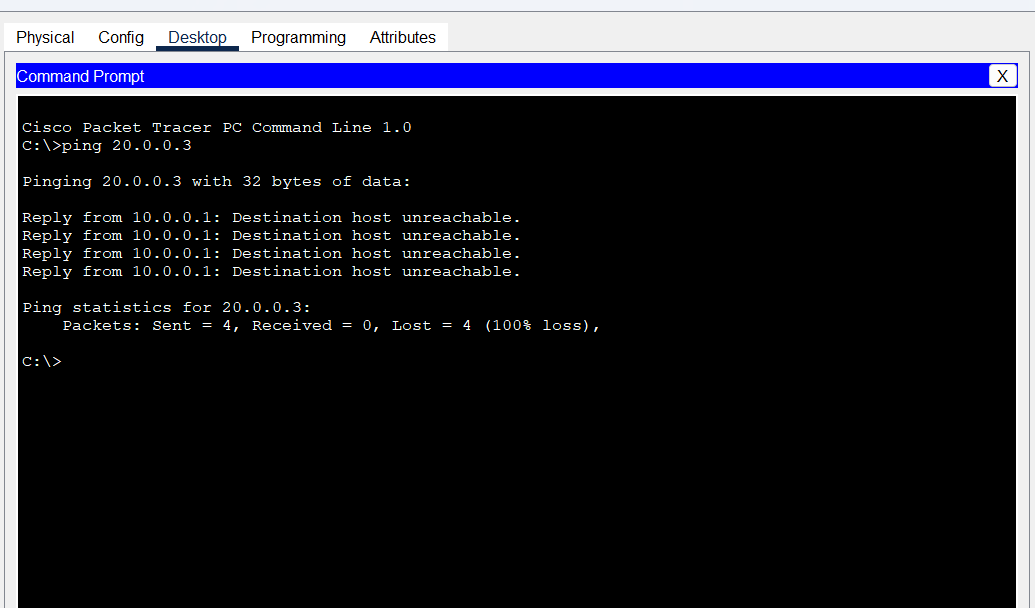 Physical Config Desktop Programming Attributes
Command Prompt X
Cisco Packet Tracer PC Command Line 1.0
C:\>ping 20.0.0.3
Pinging 20.0.0.3 with 32 bytes of data:
Reply from 10.0.0.1: Destination host unreachable.
Reply from 10.0.0.1: Destination host unreachable.
Reply from 10.0.0.1: Destination host unreachable.
Reply from 10.0.0.1: Destination host unreachable.
Ping statistics for 20.0.0.3:
    Packets: Sent = 4, Received = 0, Lost = 4 (100% loss),
C:\>